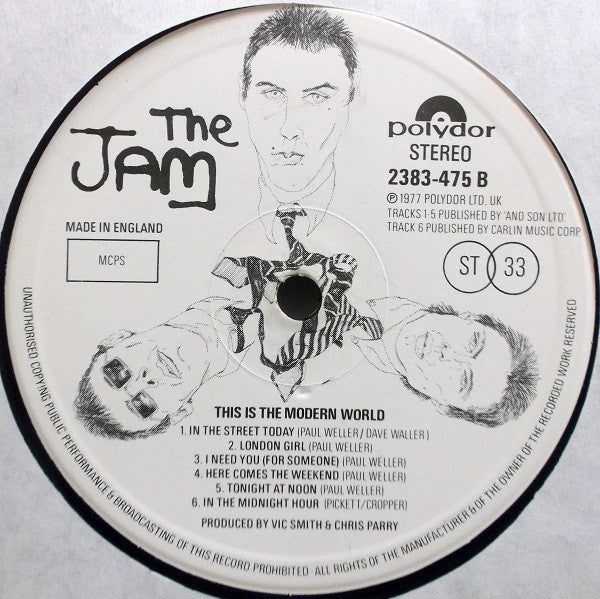 The
JAM
polydor
STEREO
2383-475 B
Ⓟ 1977 POLYDOR LTD. UK
TRACKS 1-5 PUBLISHED BY 'AND SON LTD'
TRACK 6 PUBLISHED BY CARLIN MUSIC CORP.
MADE IN ENGLAND
MCPS
ST 33
THIS IS THE MODERN WORLD
1. IN THE STREET TODAY (PAUL WELLER/DAVE WALLER)
2. LONDON GIRL (PAUL WELLER)
3. I NEED YOU (FOR SOMEONE) (PAUL WELLER)
4. HERE COMES THE WEEKEND (PAUL WELLER)
5. TONIGHT AT NOON (PAUL WELLER)
6. IN THE MIDNIGHT HOUR (PICKETT/CROPPER)
PRODUCED BY VIC SMITH & CHRIS PARRY
UNAUTHORISED COPYING PUBLIC PERFORMANCE & BROADCASTING OF THIS RECORD PROHIBITED ALL RIGHTS OF THE MANUFACTURER & OF THE OWNER OF THE RECORDED WORK RESERVED